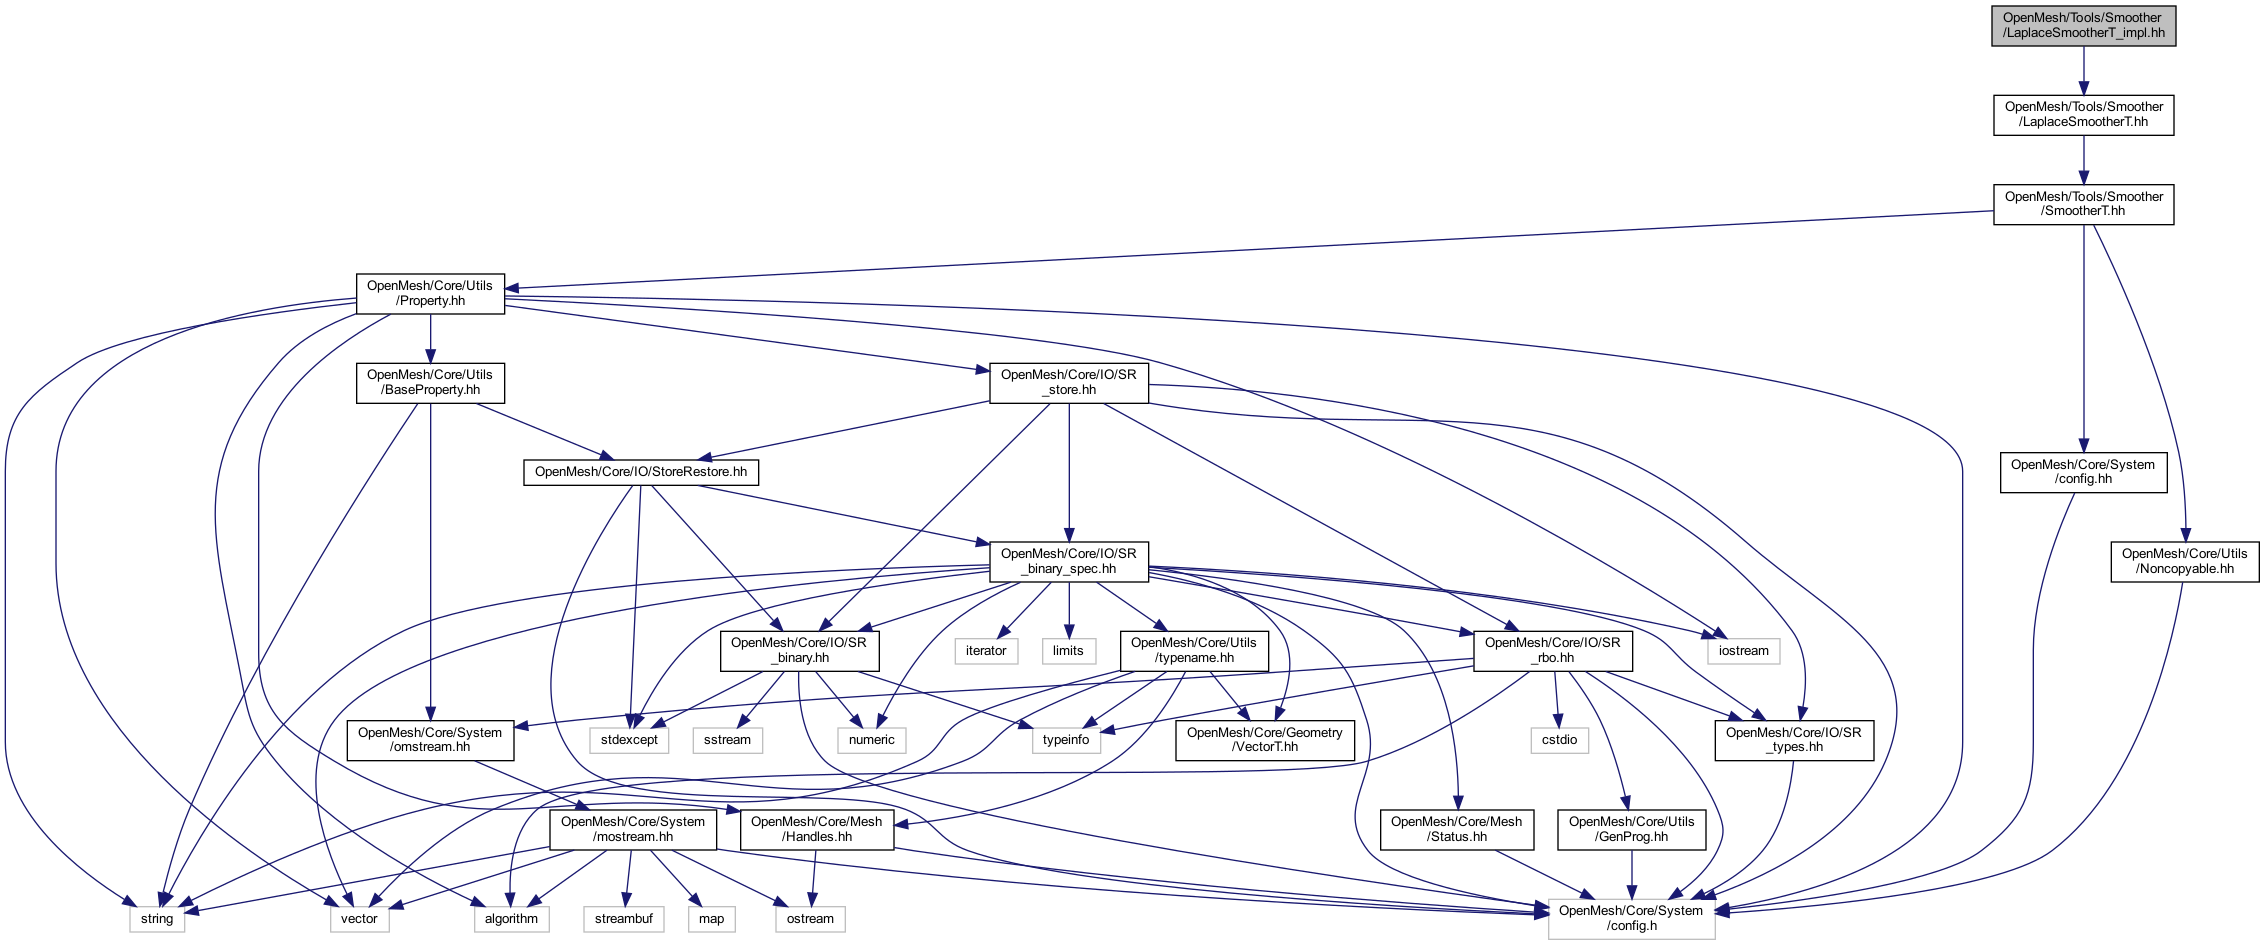 OpenMesh/Tools/Smoother
/LaplaceSmootherT_impl.hh
OpenMesh/Tools/Smoother
/LaplaceSmootherT.hh
OpenMesh/Tools/Smoother
/SmootherT.hh
OpenMesh/Core/Utils
/Property.hh
OpenMesh/Core/Utils
/BaseProperty.hh
OpenMesh/Core/IO/SR
_store.hh
OpenMesh/Core/IO/StoreRestore.hh
OpenMesh/Core/System
/config.hh
OpenMesh/Core/IO/SR
_binary_spec.hh
OpenMesh/Core/Utils
/Noncopyable.hh
OpenMesh/Core/IO/SR
_binary.hh
iterator
limits
OpenMesh/Core/Utils
/typename.hh
OpenMesh/Core/IO/SR
_rbo.hh
iostream
OpenMesh/Core/System
/omstream.hh
stdexcept
sstream
numeric
typeinfo
OpenMesh/Core/Geometry
/VectorT.hh
cstdio
OpenMesh/Core/IO/SR
_types.hh
OpenMesh/Core/System
/mostream.hh
OpenMesh/Core/Mesh
/Handles.hh
OpenMesh/Core/Mesh
/Status.hh
OpenMesh/Core/Utils
/GenProg.hh
string
vector
algorithm
streambuf
map
ostream
OpenMesh/Core/System
/config.h